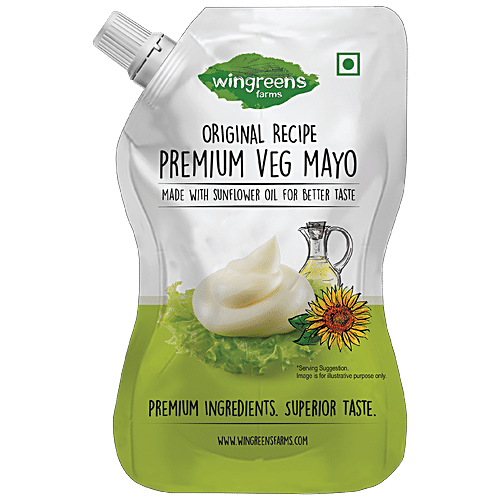 wingreens
farms
ORIGINAL RECIPE
PREMIUM VEG MAYO
MADE WITH SUNFLOWER OIL FOR BETTER TASTE
*Serving Suggestion.
Image is for illustrative purpose only.
PREMIUM INGREDIENTS. SUPERIOR TASTE.
WWW.WINGREENSFARMS.COM